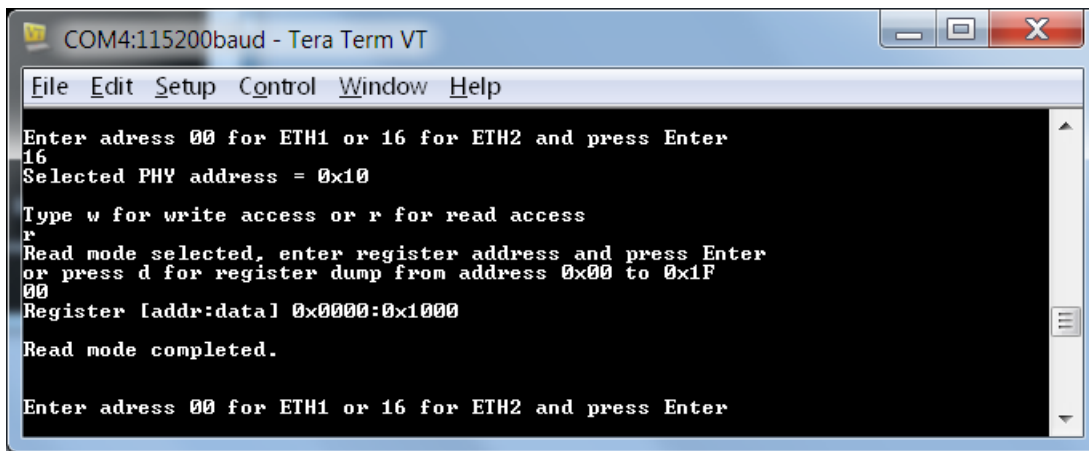 COM4:115200baud - Tera Term VT
File Edit Setup Control Window Help
Enter adress 00 for ETH1 or 16 for ETH2 and press Enter
16
Selected PHY address = 0x10
Type w for write access or r for read access
r
Read mode selected, enter register address and press Enter
or press d for register dump from address 0x00 to 0x1F
00
Register [addr:data] 0x0000:0x1000
Read mode completed.
Enter adress 00 for ETH1 or 16 for ETH2 and press Enter